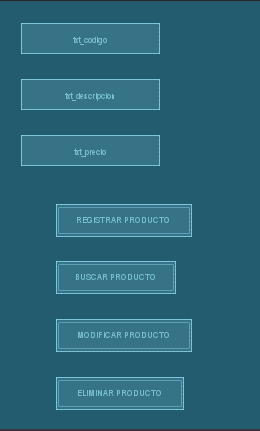 txt_codigo
txt_descripcion
txt_precio
REGISTRAR PRODUCTO
BUSCAR PRODUCTO
MODIFICAR PRODUCTO
ELIMINAR PRODUCTO